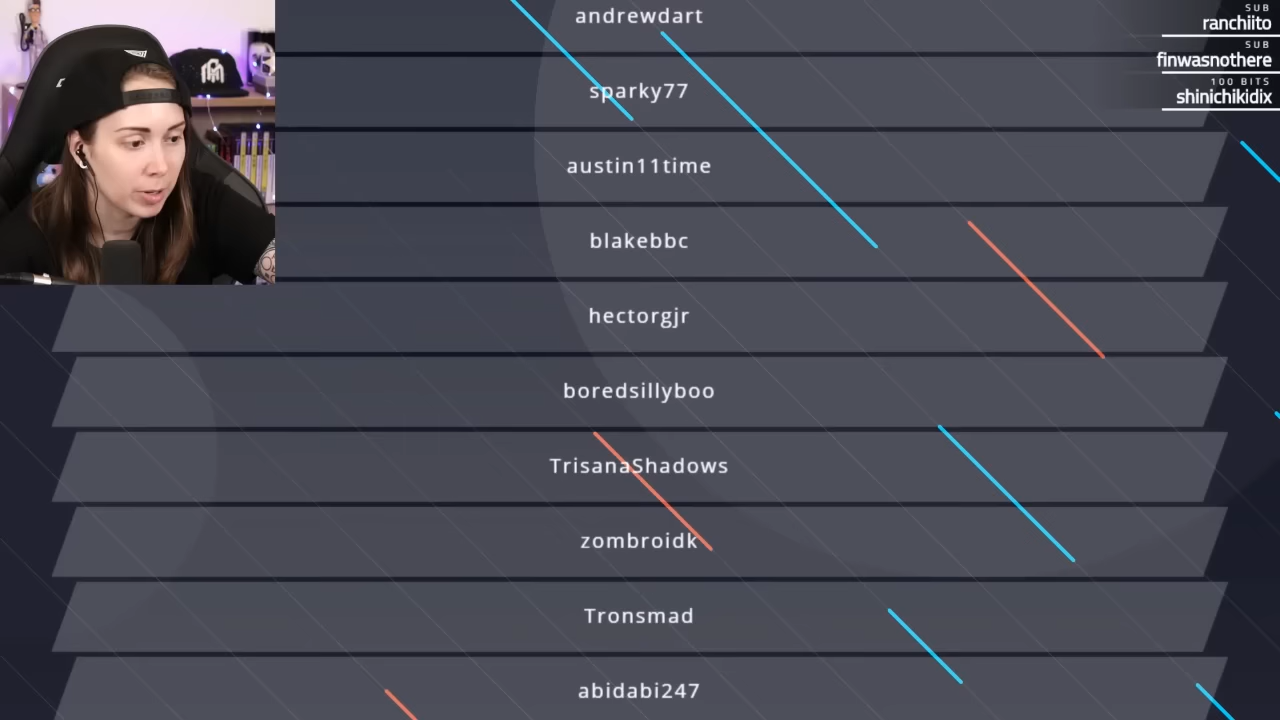 andrewdart
sparky77
austin11time
blakebbc
hectorgjr
boredsillyboo
TrisanaShadows
zombroidk
Tronsmad
abidabi247
SUB
ranchiito
SUB
finwasnothere
100 BITS
shinichikidix